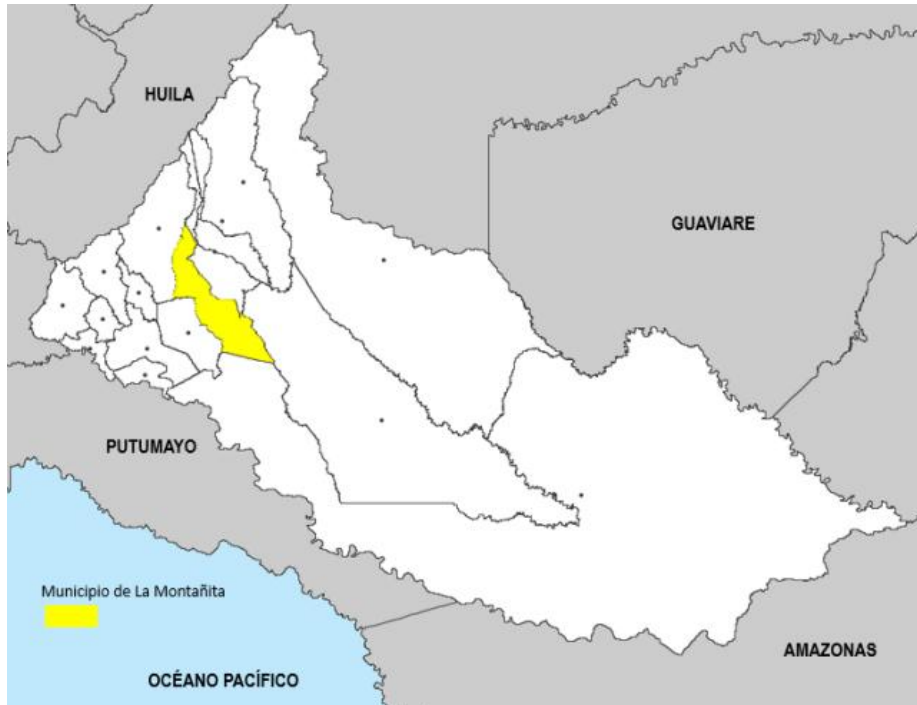 HUILA
GUAVIARE
PUTUMAYO
Municipio de La Montañita
AMAZONAS
OCÉANO PACÍFICO